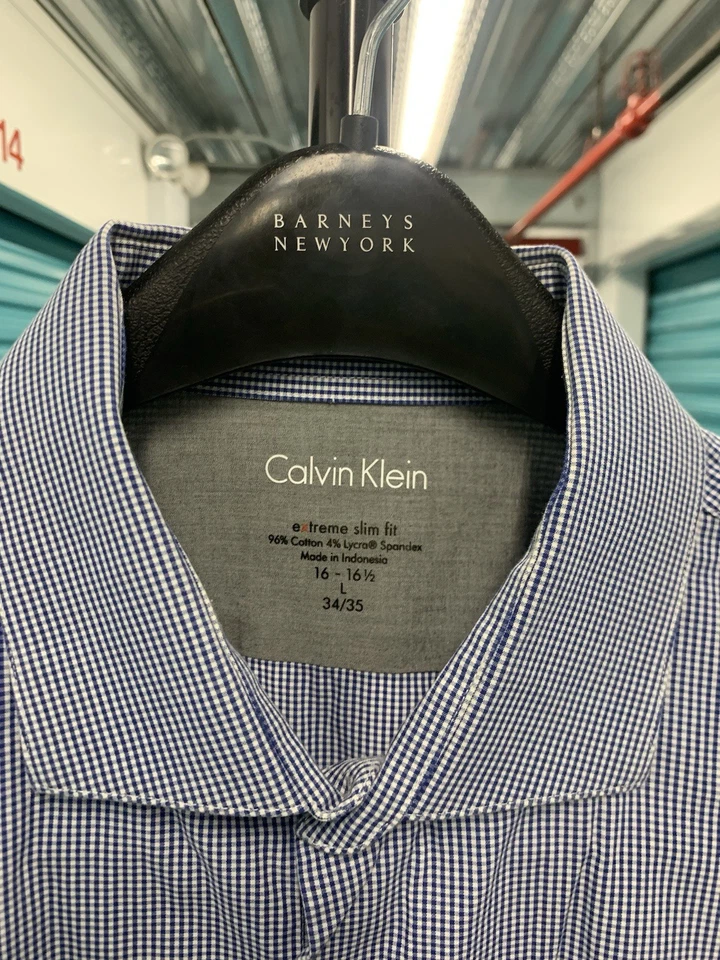 14
BARNEYS
NEWYORK
Calvin Klein
extreme slim fit
96% Cotton 4% Lycra® Spandex
Made in Indonesia
16 - 16½
L
34/35